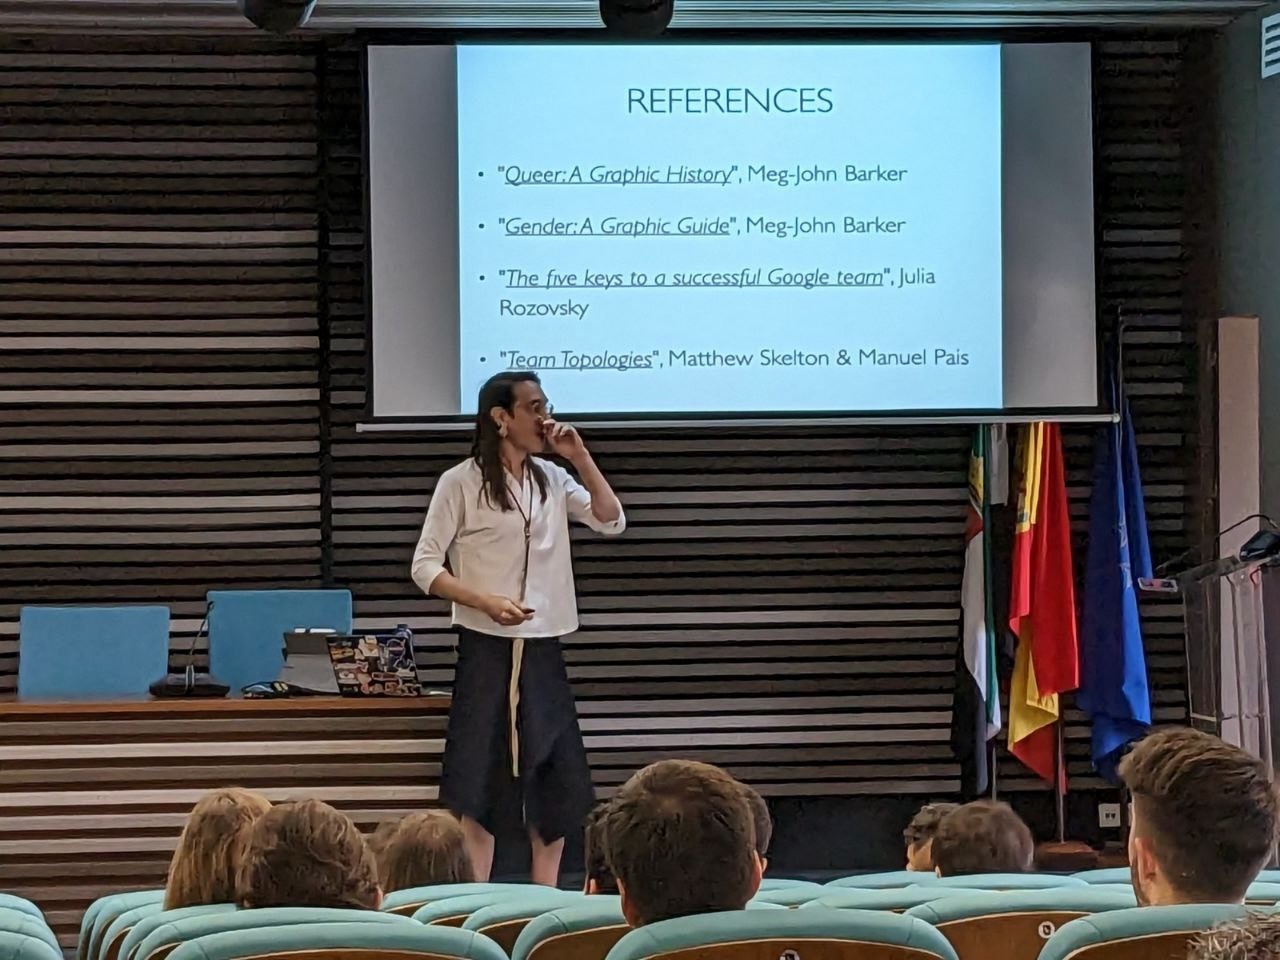 REFERENCES
• "Queer: A Graphic History", Meg-John Barker
• "Gender: A Graphic Guide", Meg-John Barker
• "The five keys to a successful Google team", Julia
Rozovsky
• "Team Topologies", Matthew Skelton & Manuel Pais